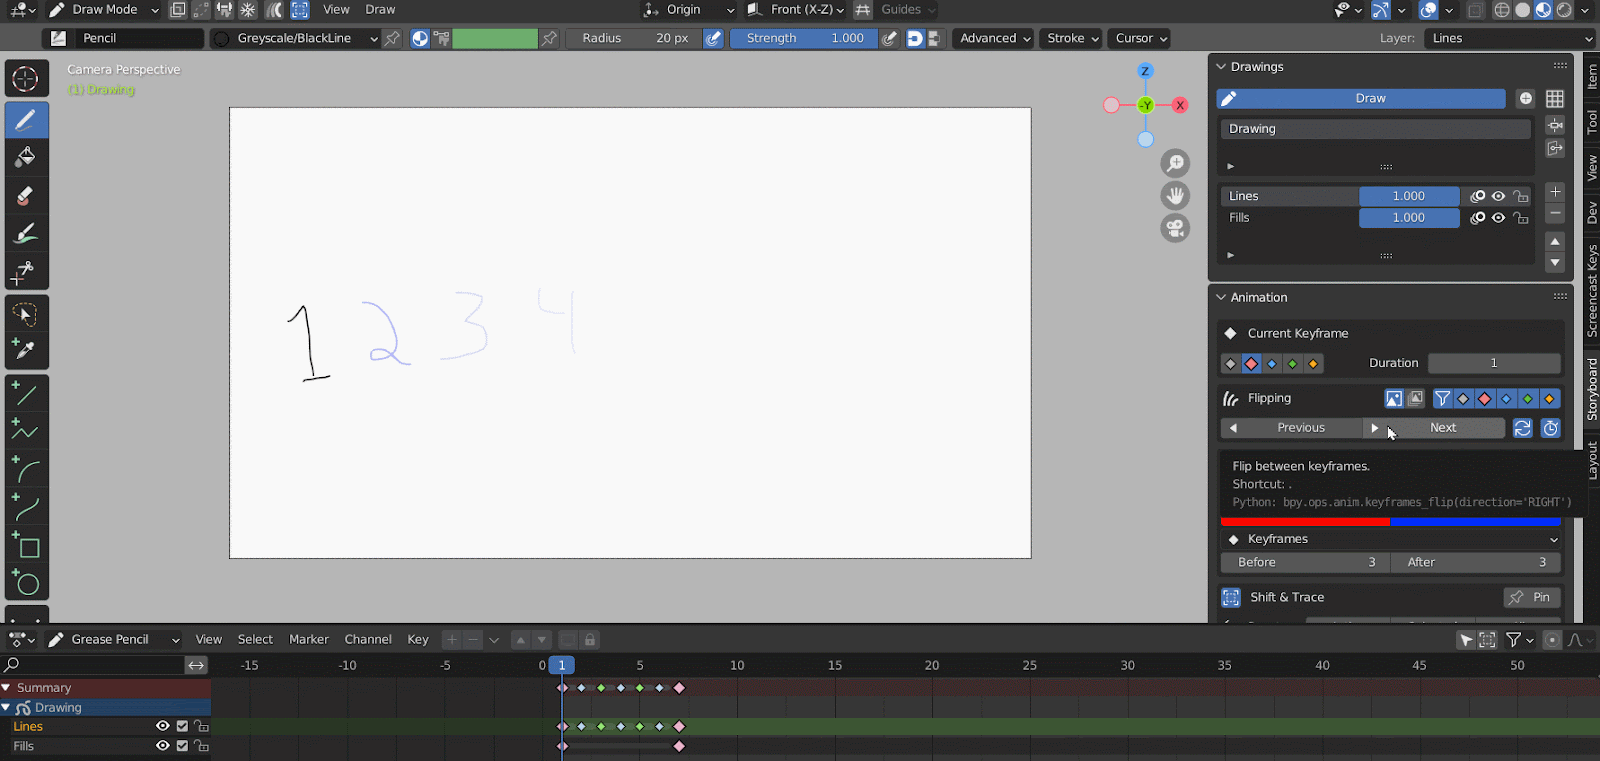 Draw Mode View Draw Origin Front (X-Z) Guides
Pencil Greyscale/BlackLine Radius 20 px Strength 1.000 Advanced Stroke Cursor Layer: Lines
Camera Perspective
(1) Drawing
Z
-Y X
1 2 3 4
Drawings
Draw
Drawing
Lines 1.000
Fills 1.000
Animation
Current Keyframe
Duration 1
Flipping
Previous Next
Flip between keyframes.
Shortcut: .
Python: bpy.ops.anim.keyframes_flip(direction='RIGHT')
Keyframes
Before 3 After 3
Shift & Trace Pin
Item
Tool
View
Dev
Screencast Keys
Storyboard
Layout
Grease Pencil View Select Marker Channel Key
-15 -10 -5 0 1 5 10 15 20 25 30 35 40 45 50
Summary
Drawing
Lines
Fills